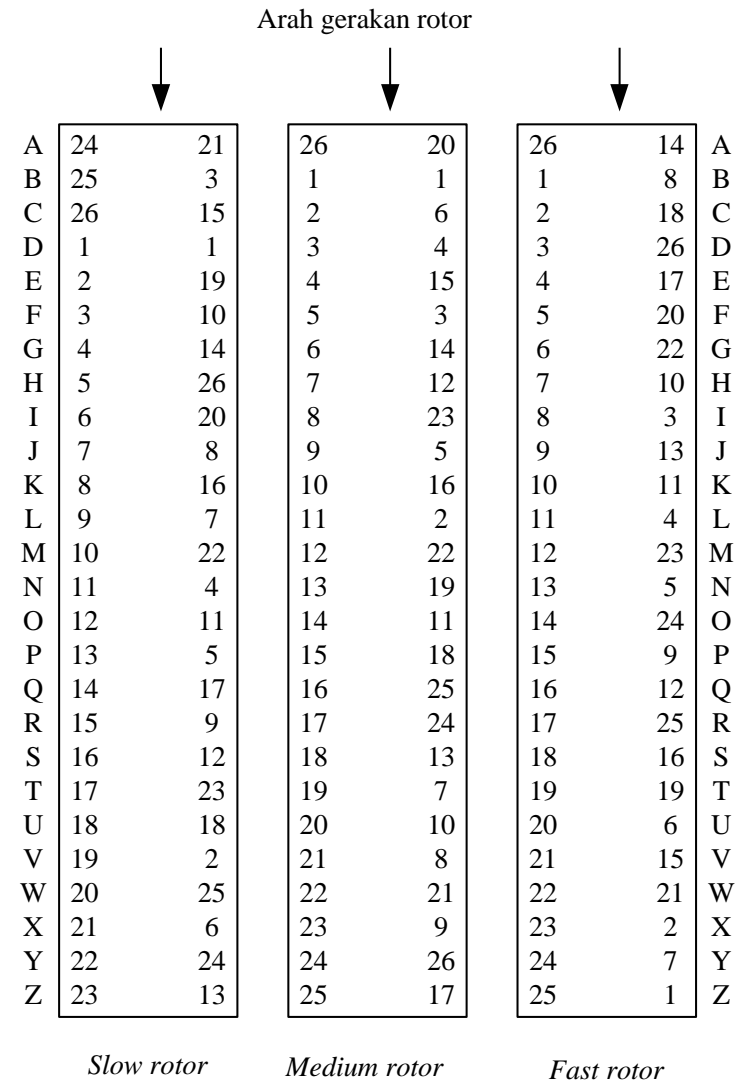 Arah gerakan rotor
A 24 21 26 20 26 14 A
B 25 3 1 1 1 8 B
C 26 15 2 6 2 18 C
D 1 1 3 4 3 26 D
E 2 19 4 15 4 17 E
F 3 10 5 3 5 20 F
G 4 14 6 14 6 22 G
H 5 26 7 12 7 10 H
I 6 20 8 23 8 3 I
J 7 8 9 5 9 13 J
K 8 16 10 16 10 11 K
L 9 7 11 2 11 4 L
M 10 22 12 22 12 23 M
N 11 4 13 19 13 5 N
O 12 11 14 11 14 24 O
P 13 5 15 18 15 9 P
Q 14 17 16 25 16 12 Q
R 15 9 17 24 17 25 R
S 16 12 18 13 18 16 S
T 17 23 19 7 19 19 T
U 18 18 20 10 20 6 U
V 19 2 21 8 21 15 V
W 20 25 22 21 22 21 W
X 21 6 23 9 23 2 X
Y 22 24 24 26 24 7 Y
Z 23 13 25 17 25 1 Z
Slow rotor Medium rotor Fast rotor